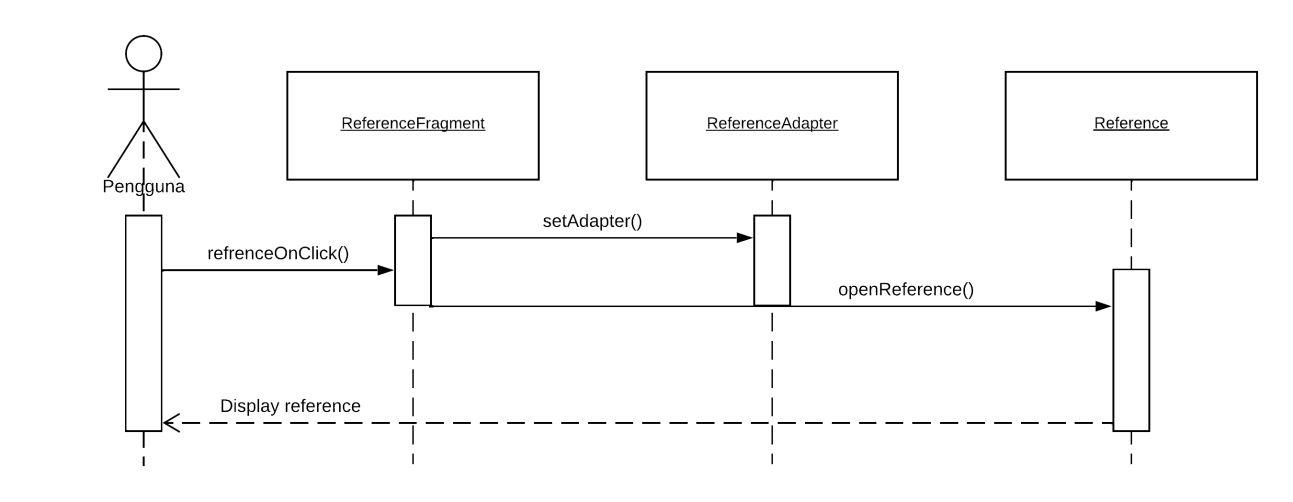 ReferenceFragment
ReferenceAdapter
Reference
Pengguna
setAdapter()
refrenceOnClick()
openReference()
Display reference